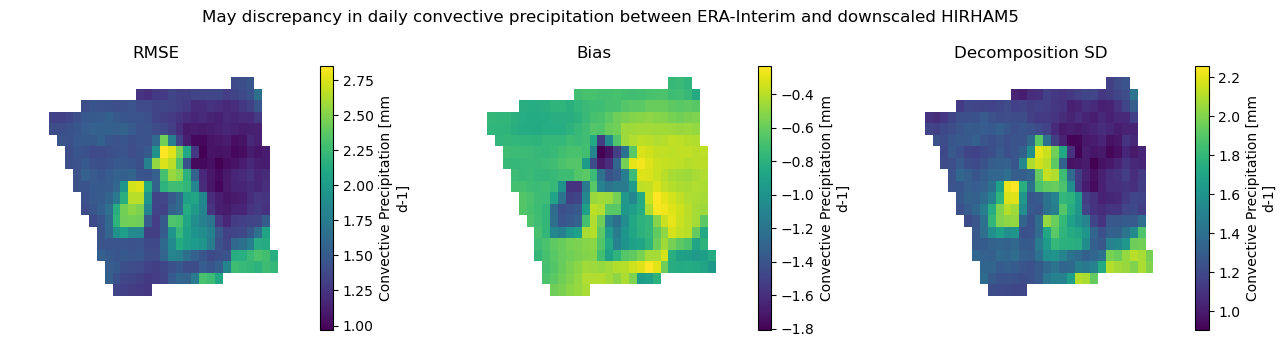 May discrepancy in daily convective precipitation between ERA-Interim and downscaled HIRHAM5
RMSE
2.75
2.50
2.25
2.00
1.75
1.50
1.25
1.00
Convective Precipitation [mm
d-1]
Bias
−0.4
−0.6
−0.8
−1.0
−1.2
−1.4
−1.6
−1.8
Convective Precipitation [mm
d-1]
Decomposition SD
2.2
2.0
1.8
1.6
1.4
1.2
1.0
Convective Precipitation [mm
d-1]